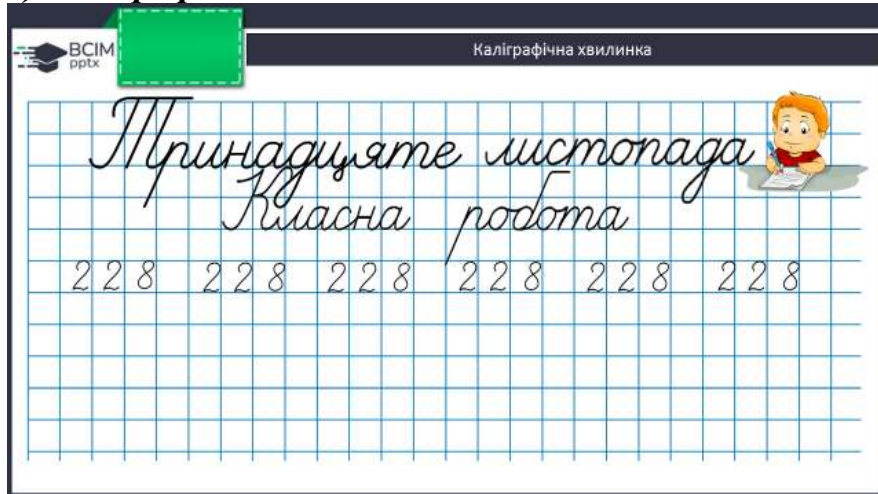 ВСІМ
pptx
Каліграфічна хвилинка
Тринадцяте листопада
Класна робота
228 228 228 228 228 228